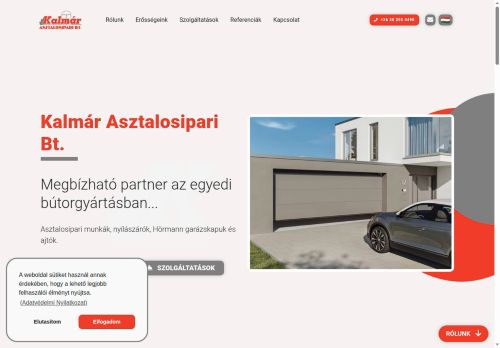 Kalmár
ASZTALOSIPARI BT.
Rólunk
Erősségeink
Szolgáltatások
Referenciák
Kapcsolat
Kalmár Asztalosipari
Bt.
Megbízható partner az egyedi
bútorgyártásban...
Asztalosipari munkák, nyílászárók, Hörmann garázskapuk és
ajtók.
SZOLGÁLTATÁSOK
A weboldal sütiket használ annak
érdekében, hogy a lehető legjobb
felhaszálói élményt nyújtsa.
(Adatvédelmi Nyilatkozat)
Elutasítom
Elfogadom
RÓLUNK